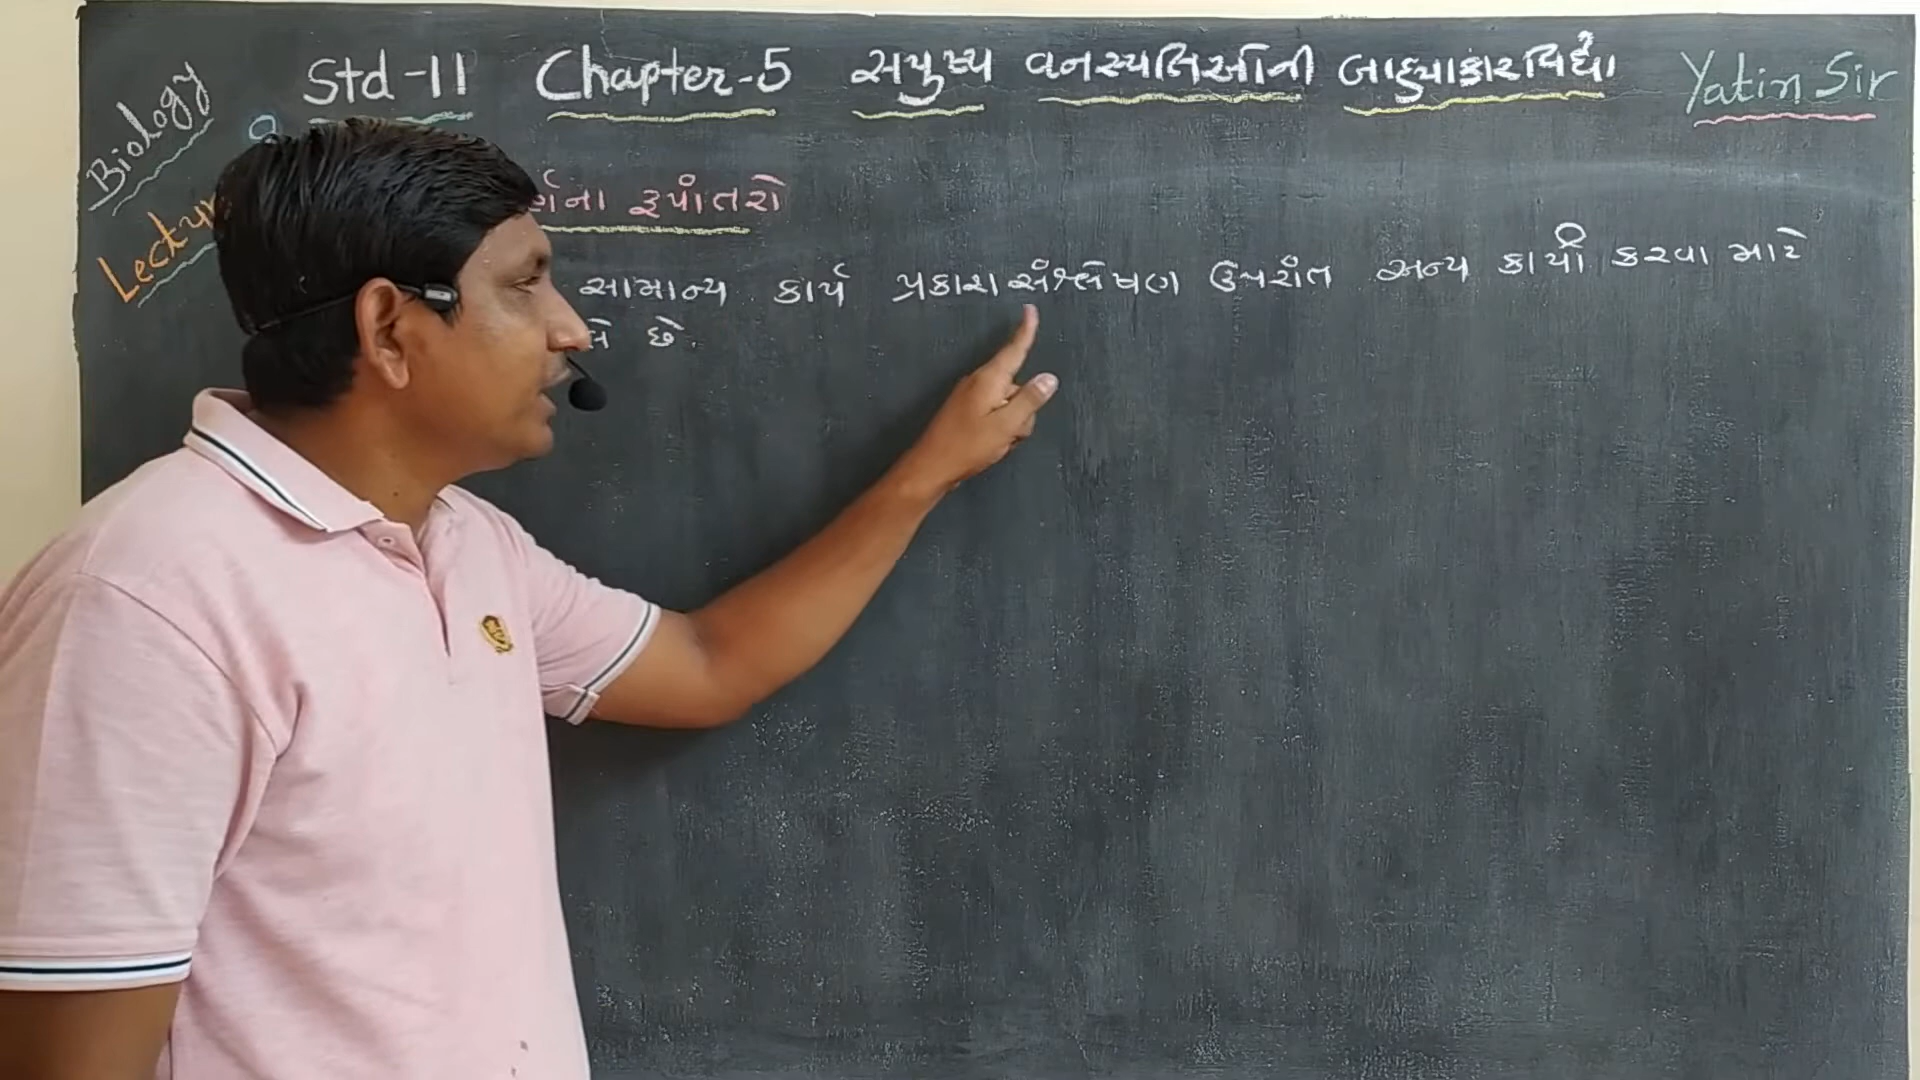 Biology
Std-11 Chapter-5 સપુષ્પ વનસ્પતિઓની બાહ્યાકારવિદ્યા
Yatin Sir
Lectur
ર્ણના રૂપાંતરો
સામાન્ય કાર્ય પ્રકાશસંશ્લેષણ ઉપરાંત અન્ય કાર્યો કરવા માટે
છે.